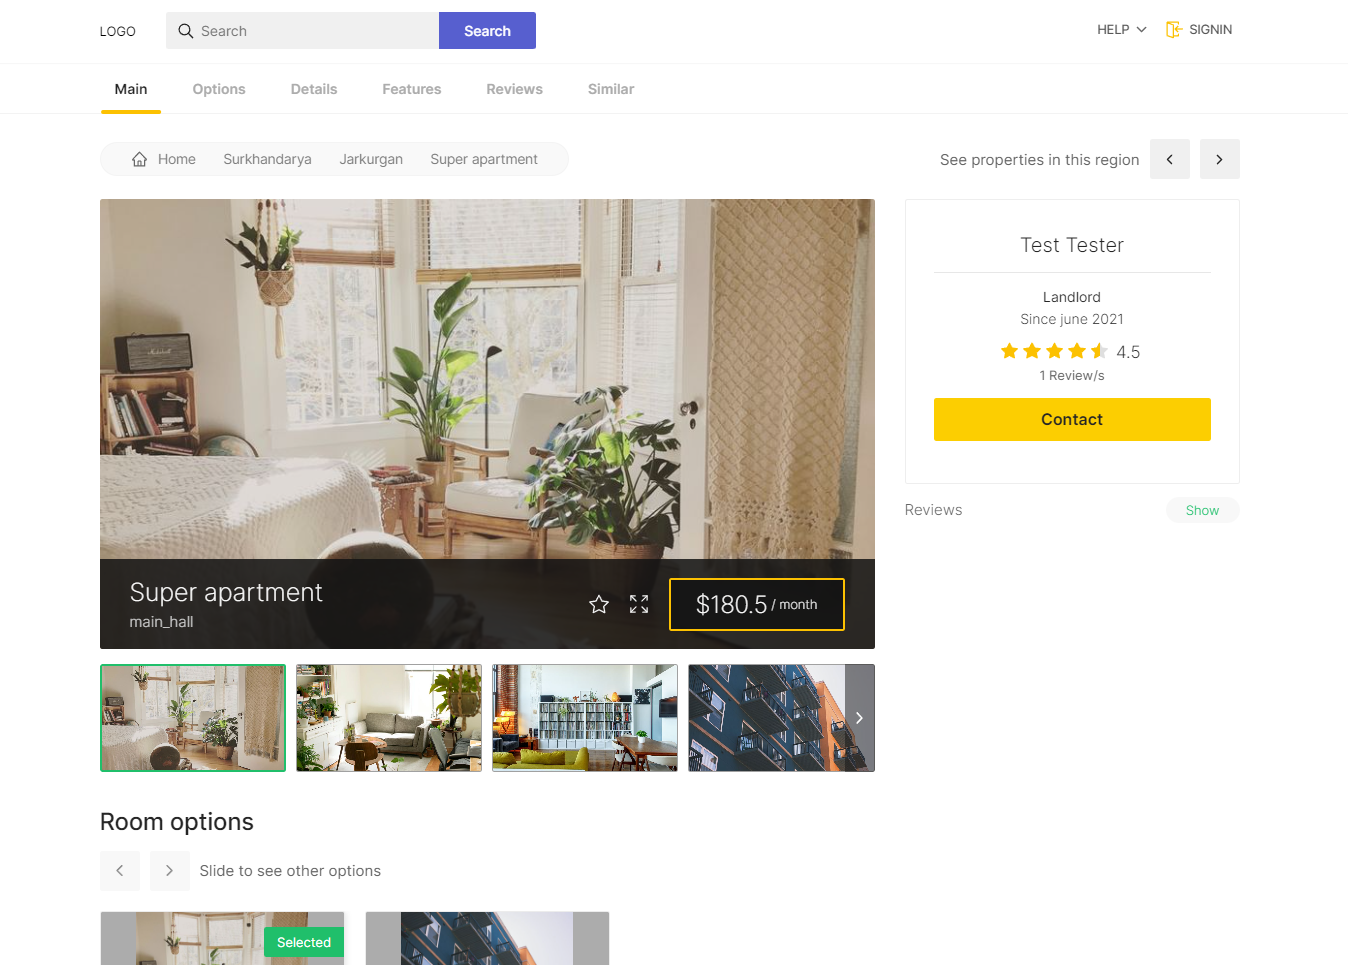 LOGO
Search
Search
HELP
SIGNIN
Main
Options
Details
Features
Reviews
Similar
Home
Surkhandarya
Jarkurgan
Super apartment
See properties in this region
Test Tester
Landlord
Since june 2021
4.5
1 Review/s
Contact
Reviews
Show
Super apartment
main_hall
$180.5 / month
Room options
Slide to see other options
Selected